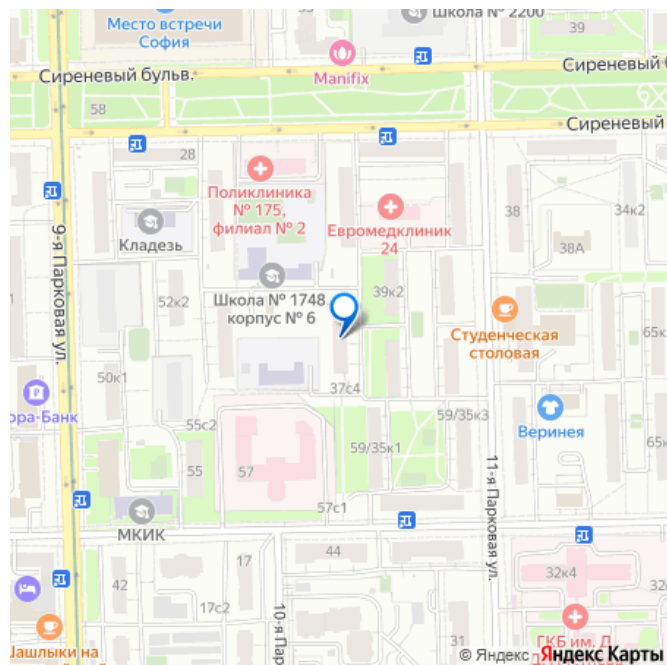 Место встречи
София
Школа № 2200
39
Сиреневый бульв.
Manifix
Сиреневый б
58
Сиреневый
28
Поликлиника
№ 175,
филиал № 2
Евромедклиник
24
38
34к2
Кладезь
38А
9-я Парковая ул.
52к2
Школа № 1748
корпус № 6
39к2
Студенческая
столовая
65к
50к1
37с4
ора-Банк
55с2
59/35к3
Веринея
59/35к1
65к
55
57
11-я Парковая ул.
57с1
МКИК
44
42
17
32к4
17с2
10-я Пар
ГКБ им. Д
Шашлыки на
31
© Яндекс Яндекс Карты